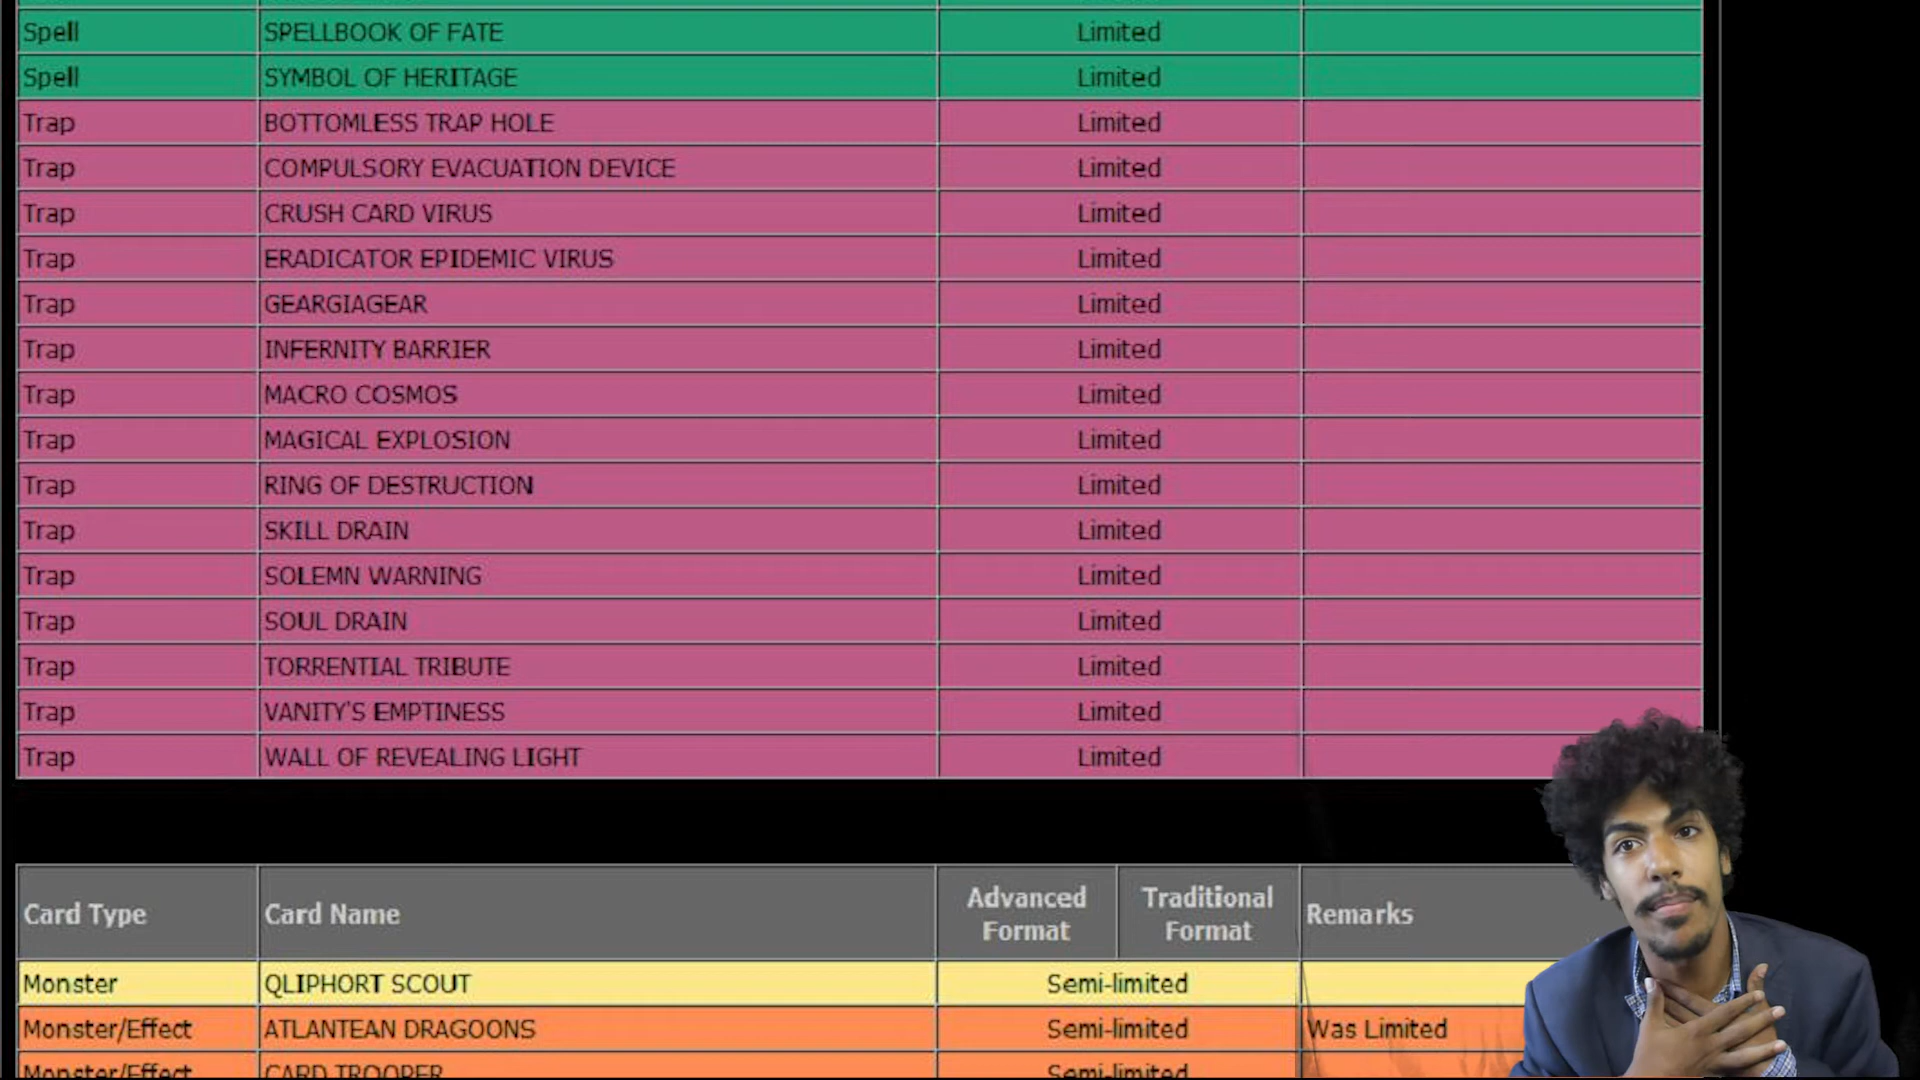 Spell SPELLBOOK OF FATE Limited
Spell SYMBOL OF HERITAGE Limited
Trap BOTTOMLESS TRAP HOLE Limited
Trap COMPULSORY EVACUATION DEVICE Limited
Trap CRUSH CARD VIRUS Limited
Trap ERADICATOR EPIDEMIC VIRUS Limited
Trap GEARGIAGEAR Limited
Trap INFERNITY BARRIER Limited
Trap MACRO COSMOS Limited
Trap MAGICAL EXPLOSION Limited
Trap RING OF DESTRUCTION Limited
Trap SKILL DRAIN Limited
Trap SOLEMN WARNING Limited
Trap SOUL DRAIN Limited
Trap TORRENTIAL TRIBUTE Limited
Trap VANITY'S EMPTINESS Limited
Trap WALL OF REVEALING LIGHT Limited
Card Type Card Name Advanced Format Traditional Format Remarks
Monster QLIPHORT SCOUT Semi-limited
Monster/Effect ATLANTEAN DRAGOONS Semi-limited Was Limited
Monster/Effect CARD TROOPER Semi-limited